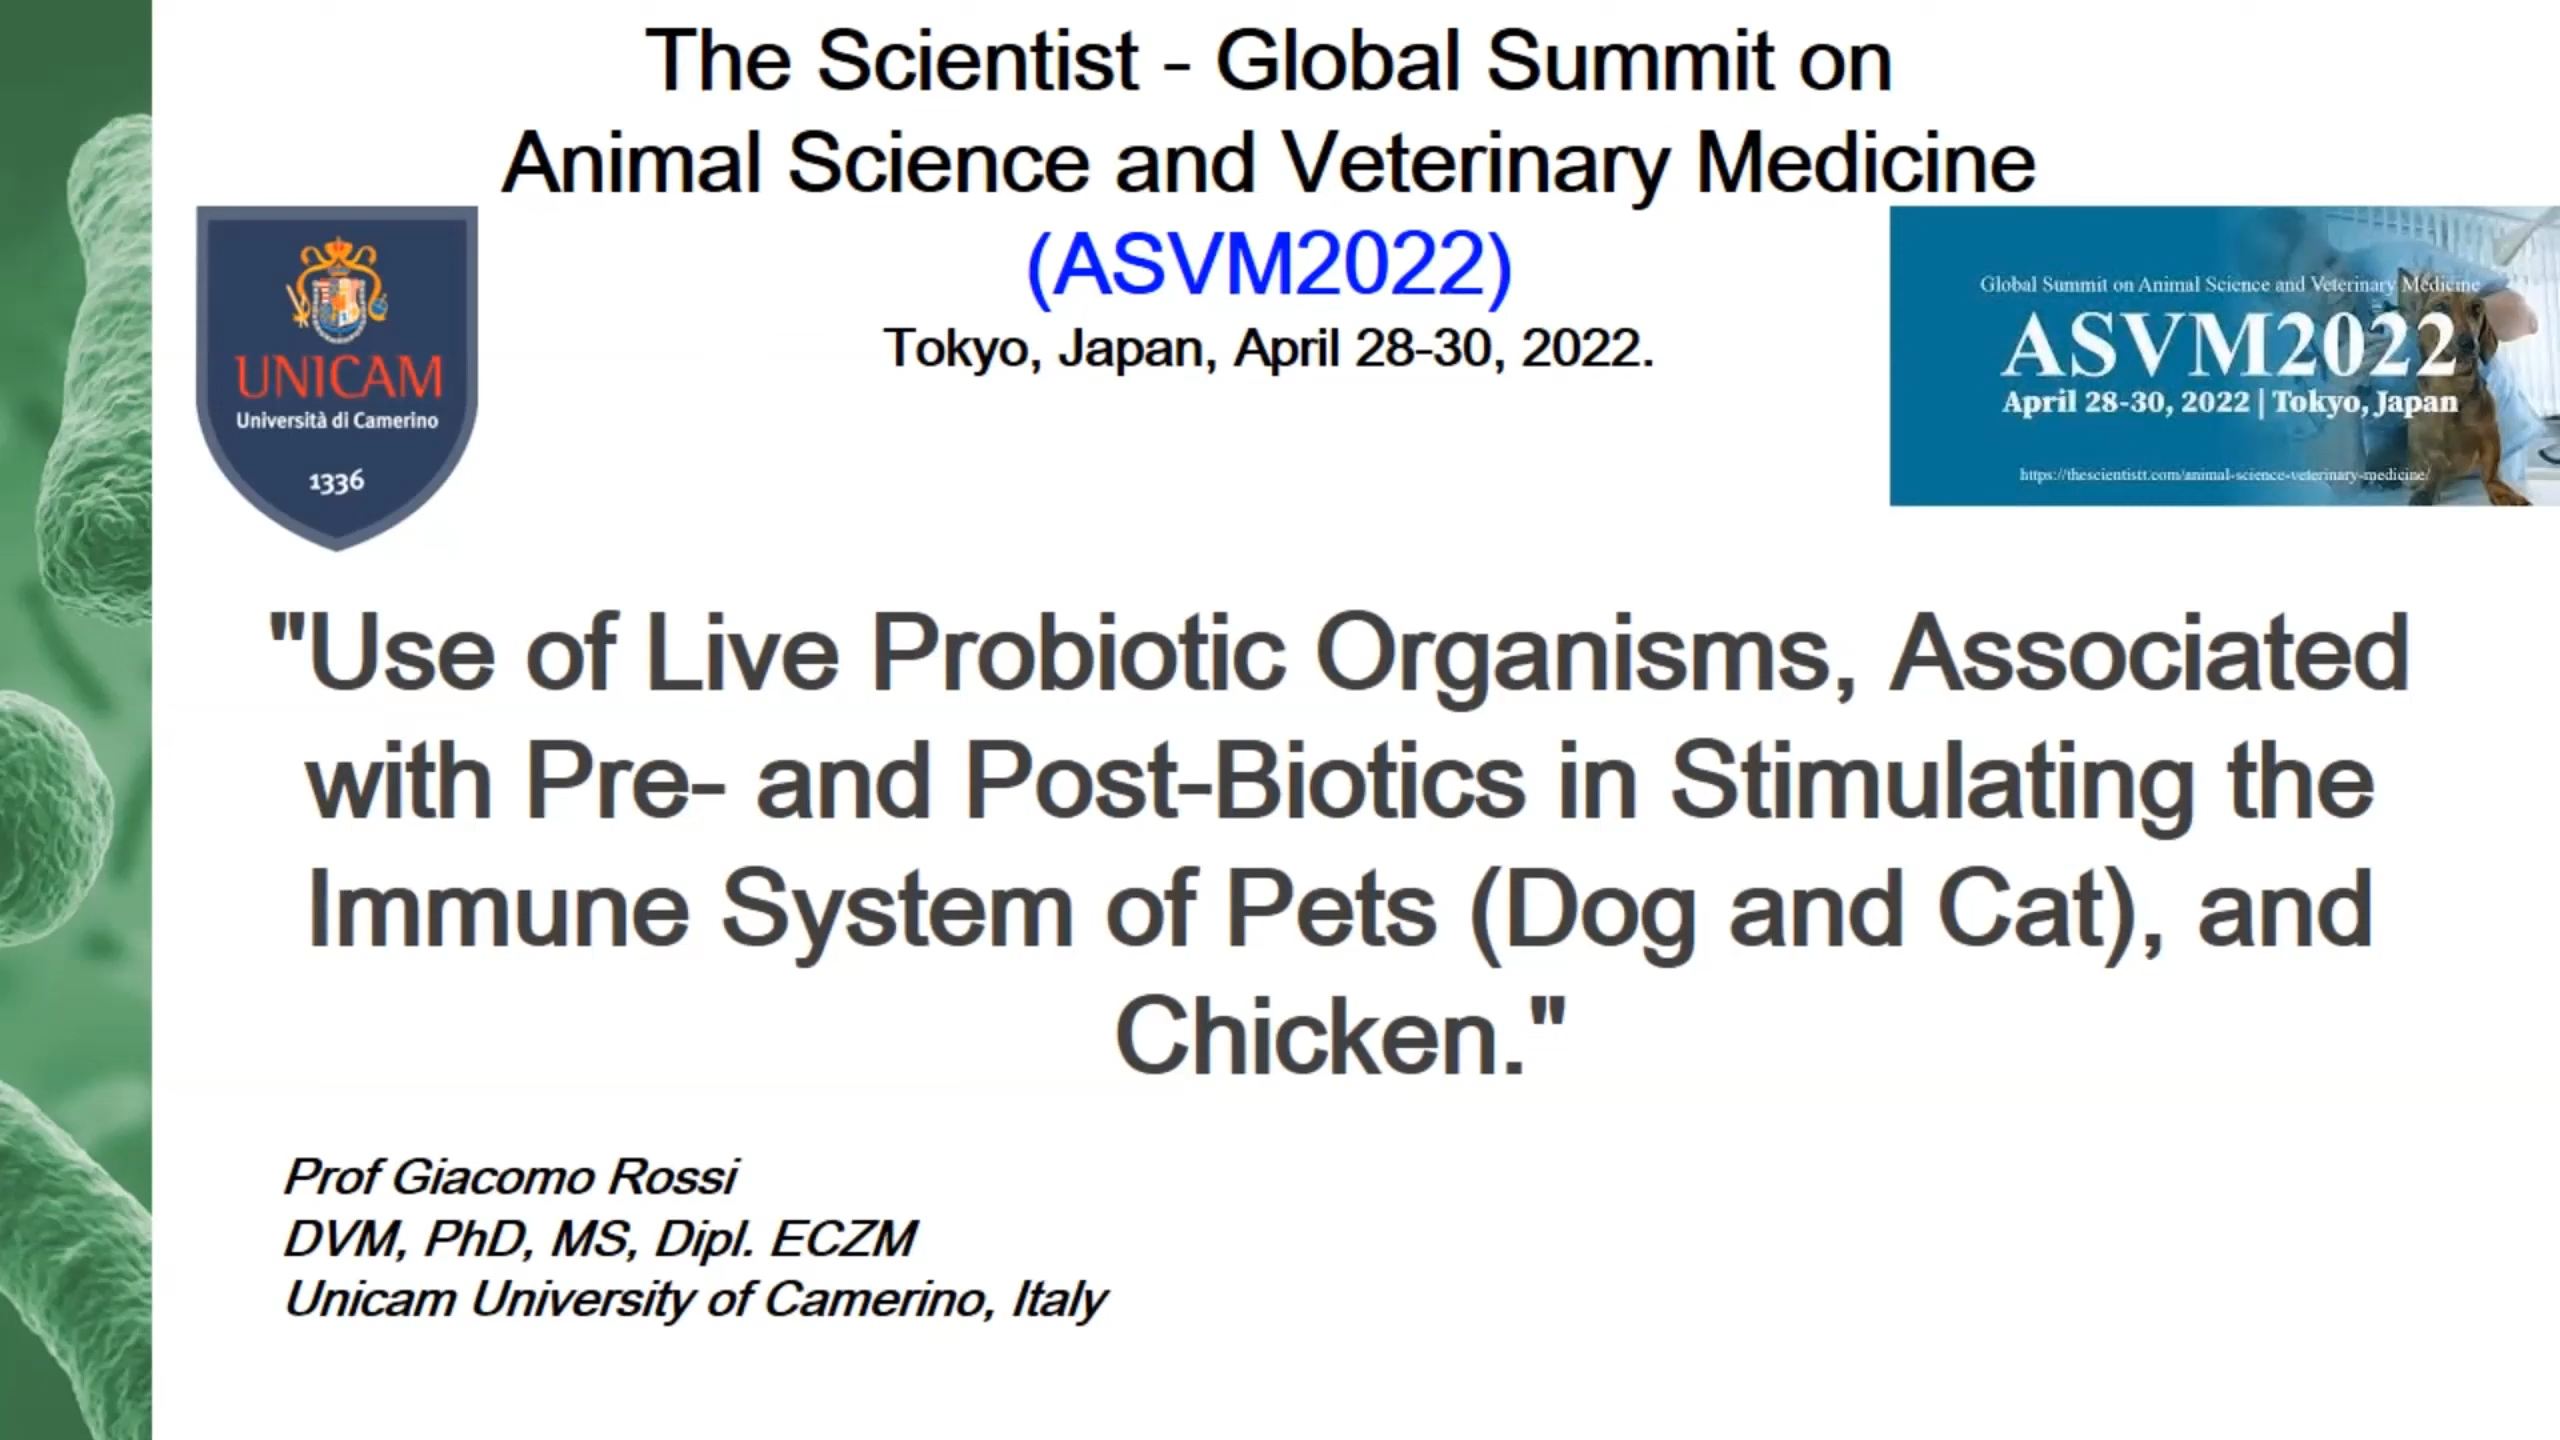 The Scientist - Global Summit on
Animal Science and Veterinary Medicine
(ASVM2022)
Tokyo, Japan, April 28-30, 2022.
UNICAM
Università di Camerino
1336
Global Summit on Animal Science and Veterinary Medicine
ASVM2022
April 28-30, 2022 | Tokyo, Japan
https://thescientistt.com/animal-science-veterinary-medicine/
"Use of Live Probiotic Organisms, Associated
with Pre- and Post-Biotics in Stimulating the
Immune System of Pets (Dog and Cat), and
Chicken."
Prof Giacomo Rossi
DVM, PhD, MS, Dipl. ECZM
Unicam University of Camerino, Italy